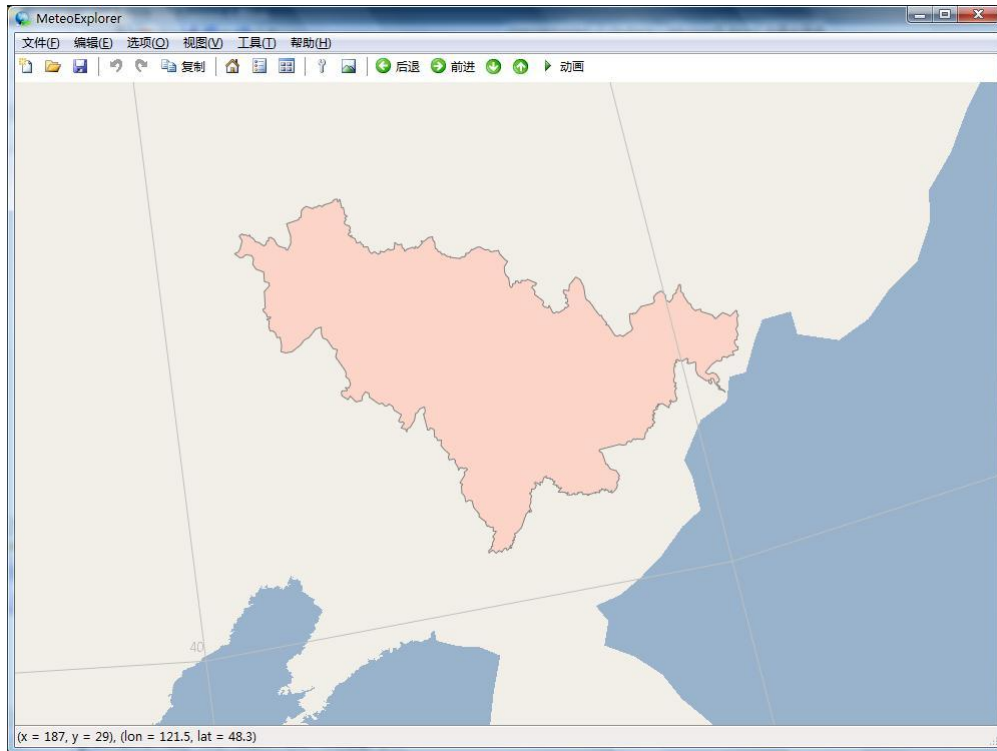 MeteoExplorer
文件(F) 编辑(E) 选项(O) 视图(V) 工具(T) 帮助(H)
复制 后退 前进 动画
40
(x = 187, y = 29), (lon = 121.5, lat = 48.3)